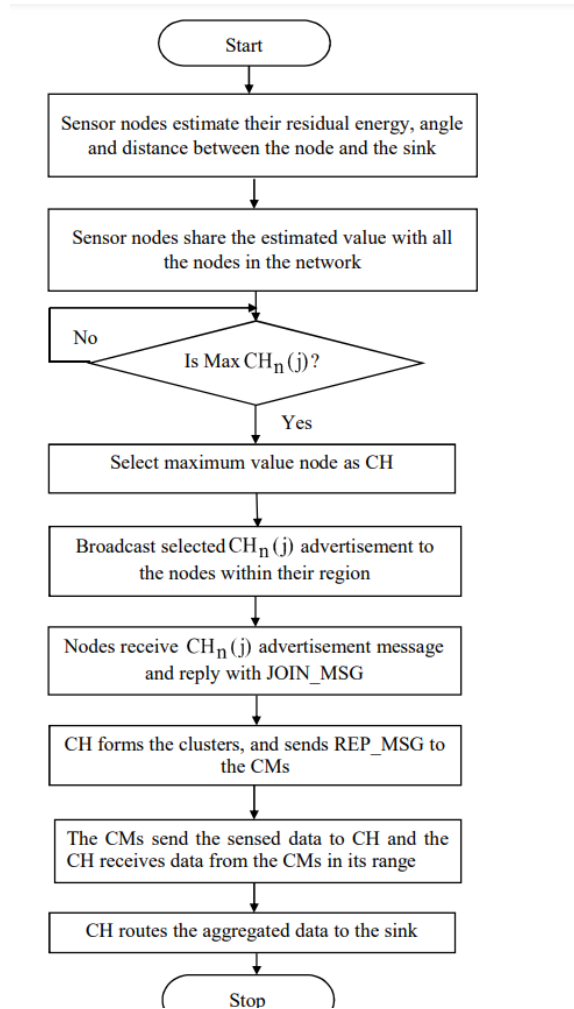 Start
Sensor nodes estimate their residual energy, angle
and distance between the node and the sink
Sensor nodes share the estimated value with all
the nodes in the network
No
Is Max CHn (j)?
Yes
Select maximum value node as CH
Broadcast selected CHn (j) advertisement to
the nodes within their region
Nodes receive CHn (j) advertisement message
and reply with JOIN_MSG
CH forms the clusters, and sends REP_MSG to
the CMs
The CMs send the sensed data to CH and the
CH receives data from the CMs in its range
CH routes the aggregated data to the sink
Stop